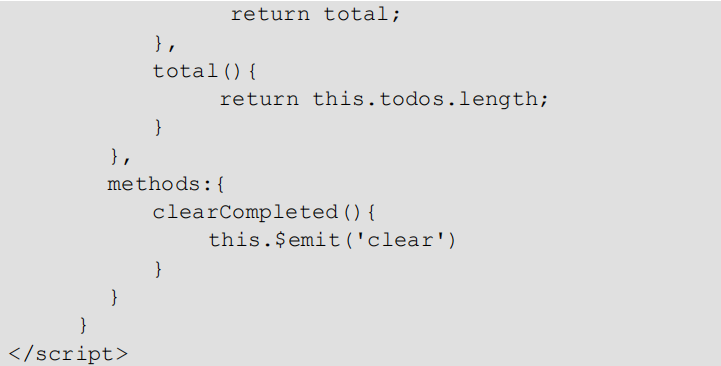 return total;
},
total(){
return this.todos.length;
}
},
methods:{
clearCompleted(){
this.$emit('clear')
}
}
}
</script>